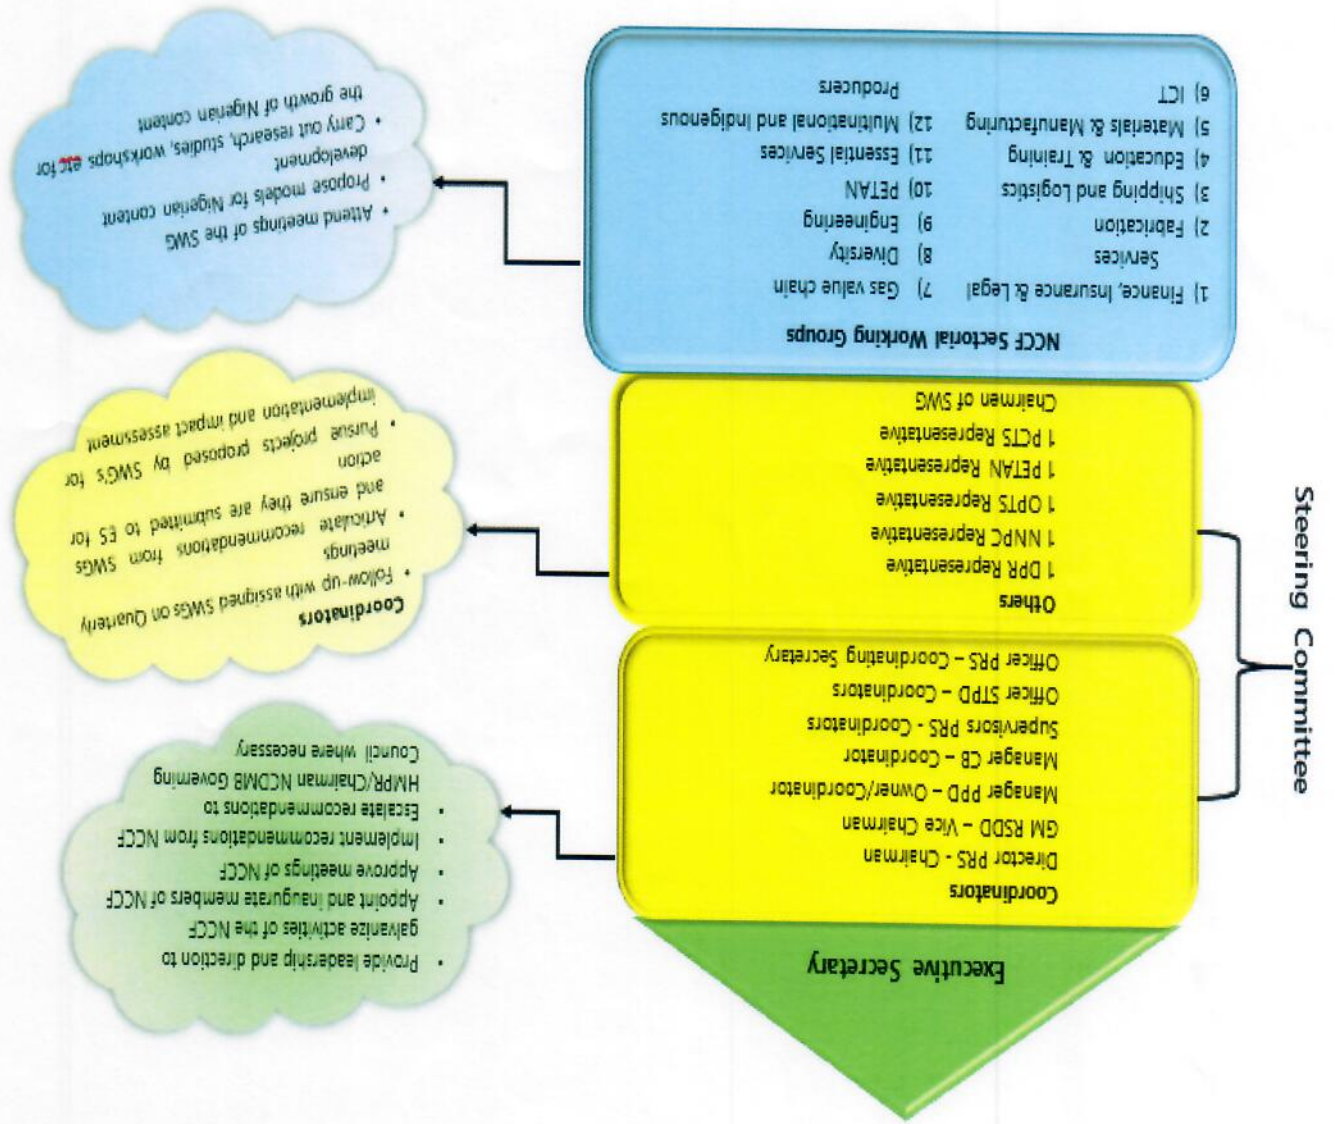 Executive Secretary
Coordinators
Director PRS - Chairman
GM RSDD – Vice Chairman
Manager PPD – Owner/Coordinator
Manager CB – Coordinator
Supervisors PRS - Coordinators
Officer STPD – Coordinators
Officer PRS – Coordinating Secretary
Others
1 DPR Representative
1 NNPC Representative
1 OPTS Representative
1 PETAN Representative
1 PCTS Representative
Chairmen of SWG
Steering Committee
NCCF Sectorial Working Groups
1) Finance, Insurance & Legal
Services
2) Fabrication
3) Shipping and Logistics
4) Education & Training
5) Materials & Manufacturing
6) ICT
7) Gas value chain
8) Diversity
9) Engineering
10) PETAN
11) Essential Services
12) Multinational and Indigenous
Producers
• Provide leadership and direction to
galvanize activities of the NCCF
• Appoint and inaugurate members of NCCF
• Approve meetings of NCCF
• Implement recommendations from NCCF
• Escalate recommendations to
HMPR/Chairman NCDMB Governing
Council where necessary
Coordinators
• Follow-up with assigned SWGs on Quarterly
meetings
• Articulate recommendations from SWGs
and ensure they are submitted to ES for
action
• Pursue projects proposed by SWG's for
implementation and impact assessment
• Attend meetings of the SWG
• Propose models for Nigerian content
development
• Carry out research, studies, workshops etc for
the growth of Nigerian content